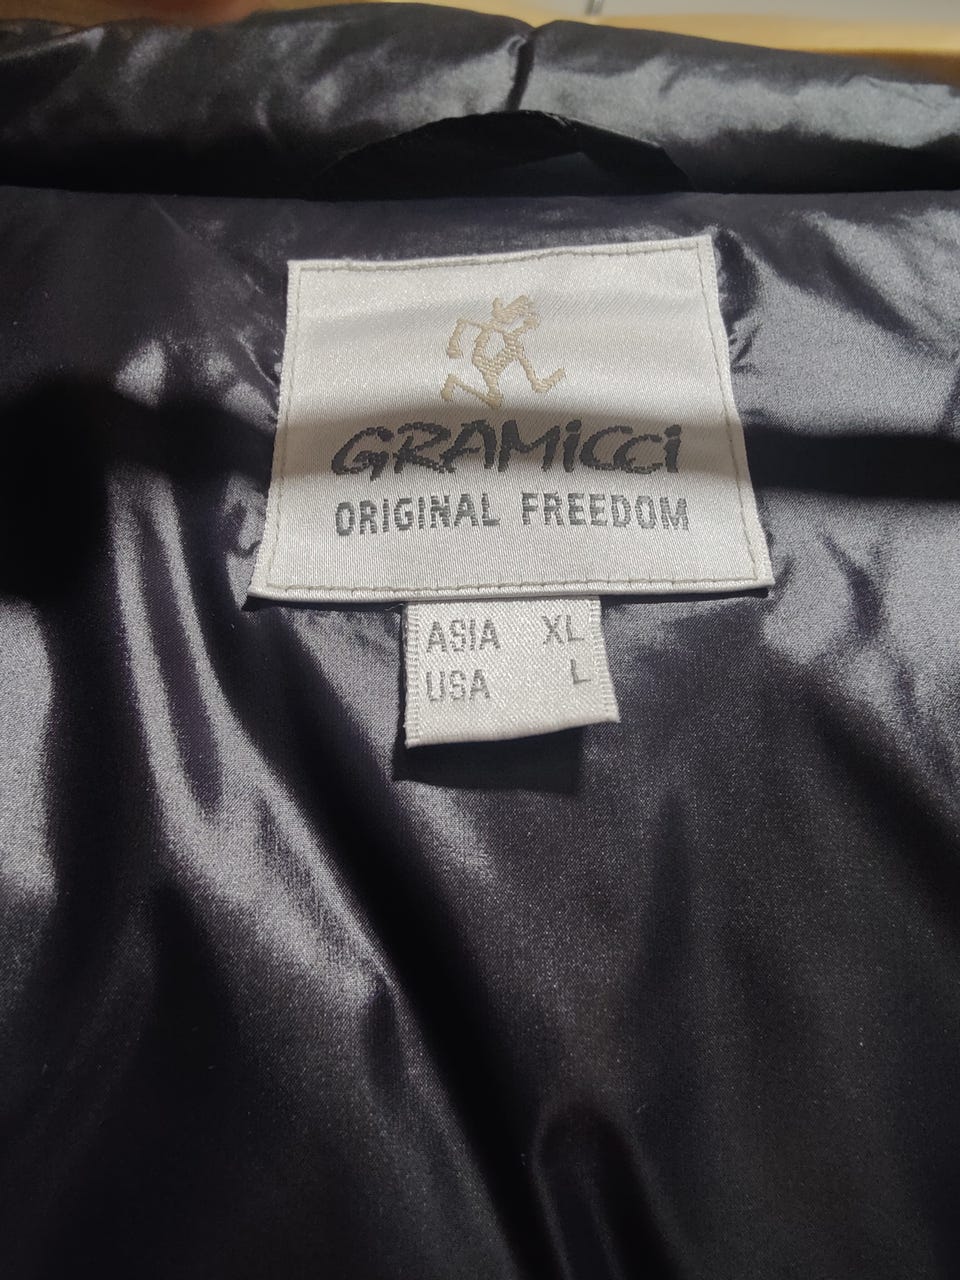 GRAMiCCi
ORIGINAL FREEDOM
ASIA XL
USA L